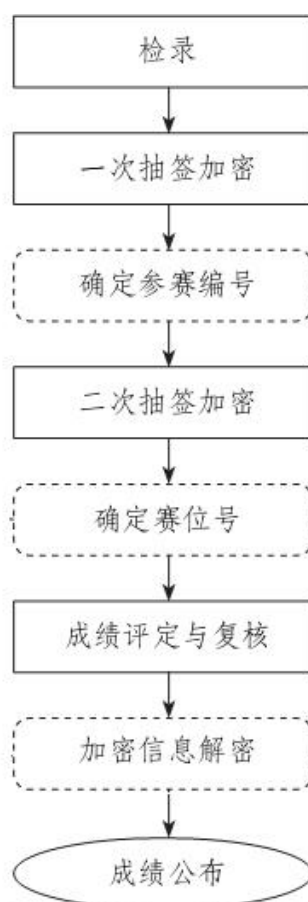 检录
一次抽签加密
确定参赛编号
二次抽签加密
确定赛位号
成绩评定与复核
加密信息解密
成绩公布